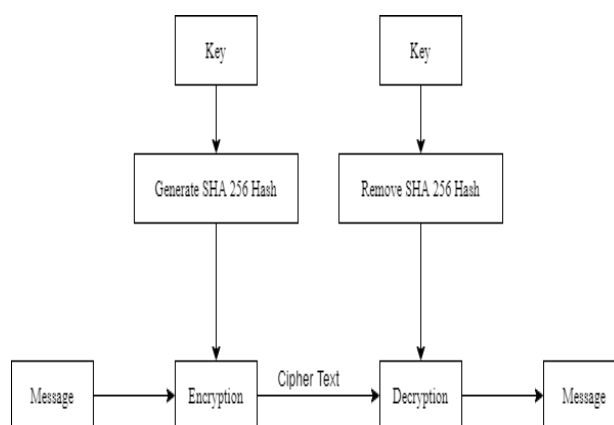 Key
Key
Generate SHA 256 Hash
Remove SHA 256 Hash
Message
Encryption
Cipher Text
Decryption
Message